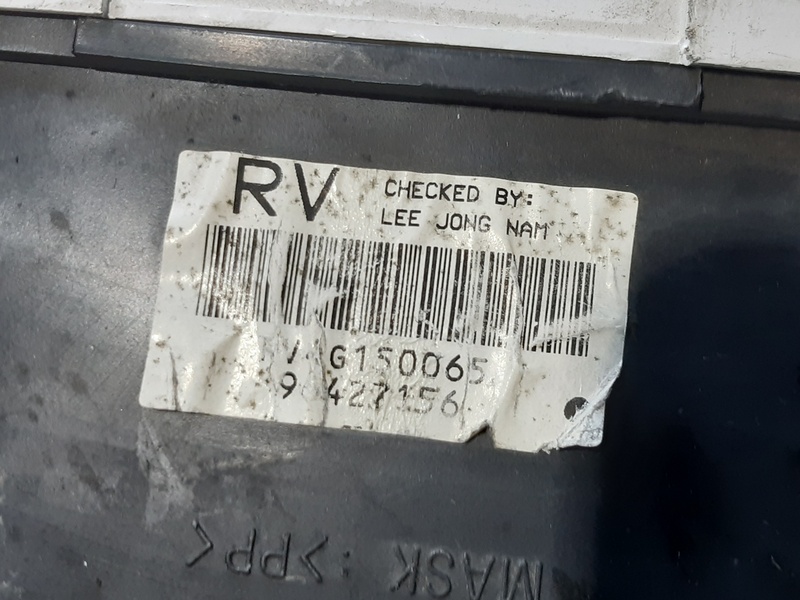 RV
CHECKED BY:
LEE JONG NAM
G150065
427156
MASK : >PP<